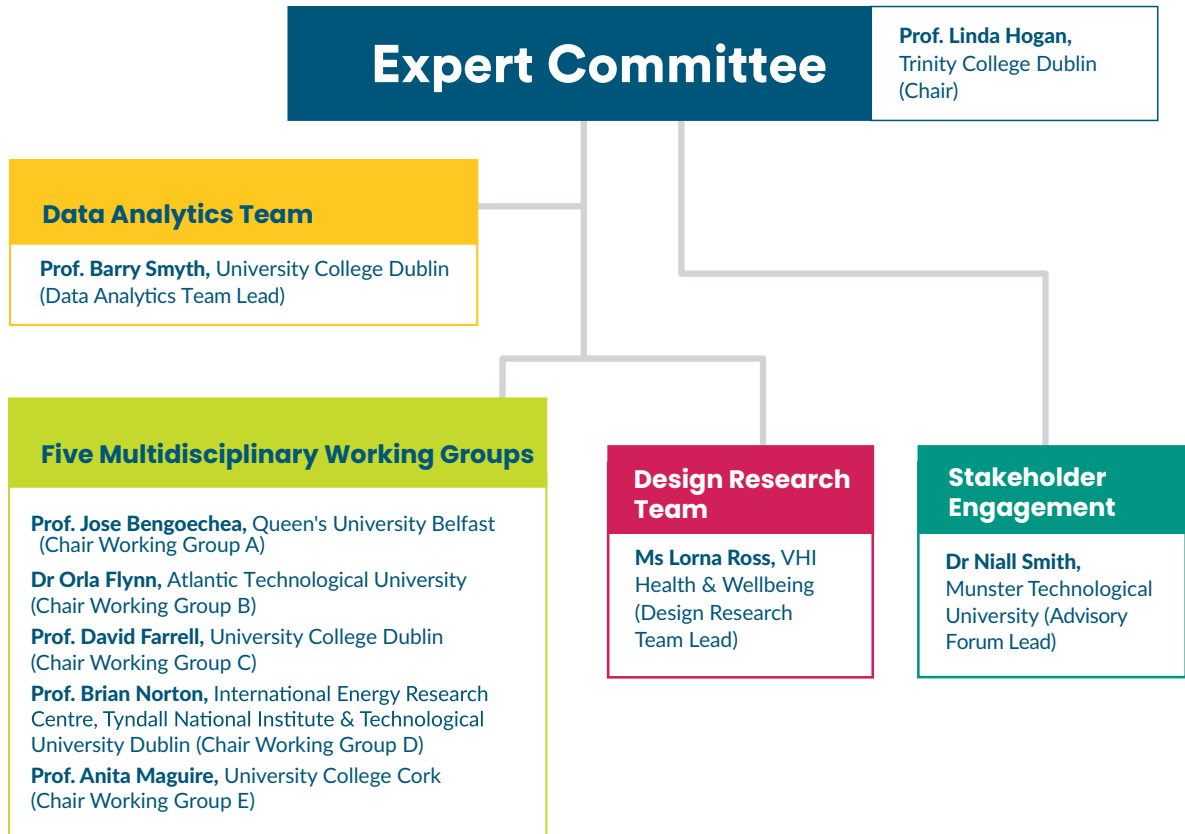 Expert Committee
Prof. Linda Hogan,
Trinity College Dublin
(Chair)
Data Analytics Team
Prof. Barry Smyth, University College Dublin
(Data Analytics Team Lead)
Five Multidisciplinary Working Groups
Prof. Jose Bengoechea, Queen's University Belfast
(Chair Working Group A)
Dr Orla Flynn, Atlantic Technological University
(Chair Working Group B)
Prof. David Farrell, University College Dublin
(Chair Working Group C)
Prof. Brian Norton, International Energy Research
Centre, Tyndall National Institute & Technological
University Dublin (Chair Working Group D)
Prof. Anita Maguire, University College Cork
(Chair Working Group E)
Design Research
Team
Ms Lorna Ross, VHI
Health & Wellbeing
(Design Research
Team Lead)
Stakeholder
Engagement
Dr Niall Smith,
Munster Technological
University (Advisory
Forum Lead)